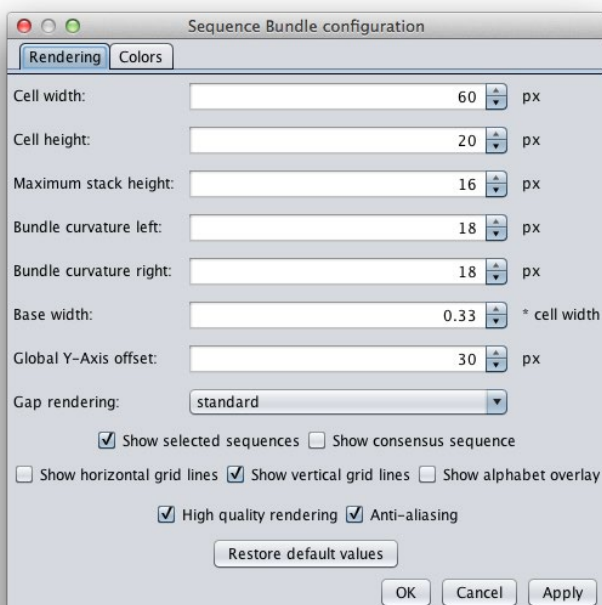 Sequence Bundle configuration
Rendering Colors
Cell width: 60 px
Cell height: 20 px
Maximum stack height: 16 px
Bundle curvature left: 18 px
Bundle curvature right: 18 px
Base width: 0.33 * cell width
Global Y-Axis offset: 30 px
Gap rendering: standard
Show selected sequences Show consensus sequence
Show horizontal grid lines Show vertical grid lines Show alphabet overlay
High quality rendering Anti-aliasing
Restore default values
OK Cancel Apply